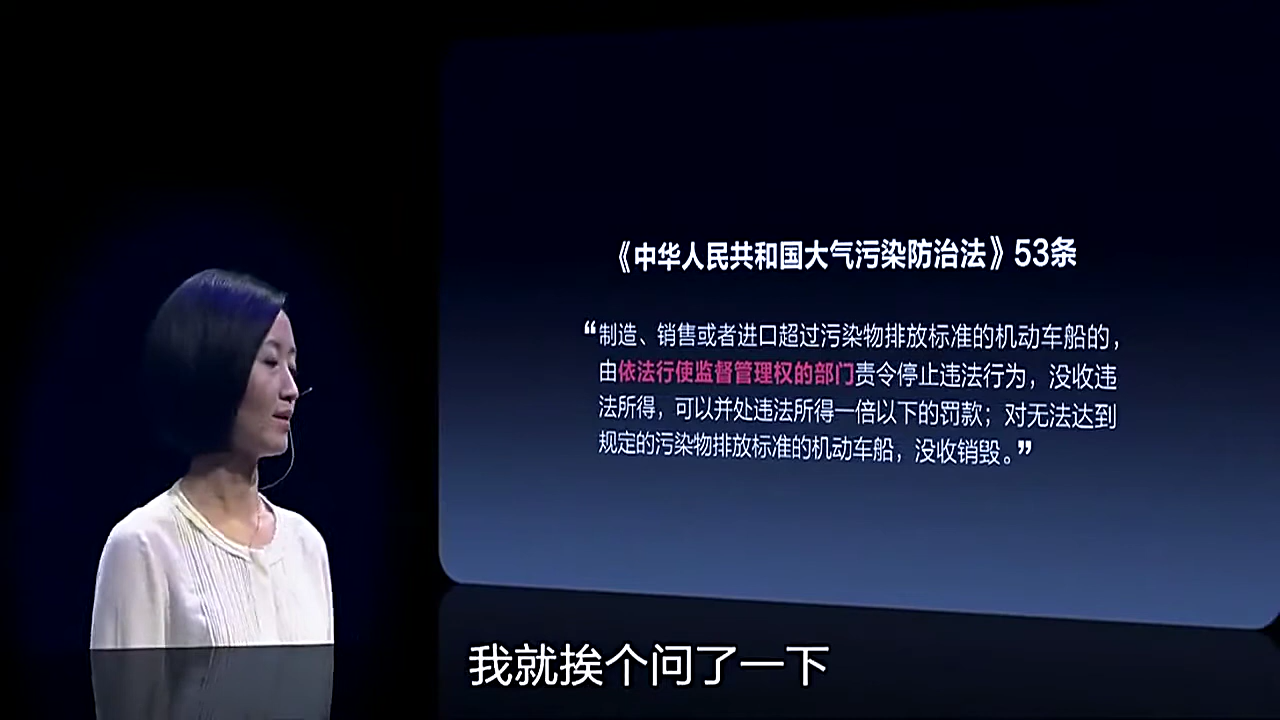 《中华人民共和国大气污染防治法》53条
“制造、销售或者进口超过污染物排放标准的机动车船的，
由依法行使监督管理权的部门责令停止违法行为，没收违
法所得，可以并处违法所得一倍以下的罚款；对无法达到
规定的污染物排放标准的机动车船，没收销毁。”
我就挨个问了一下